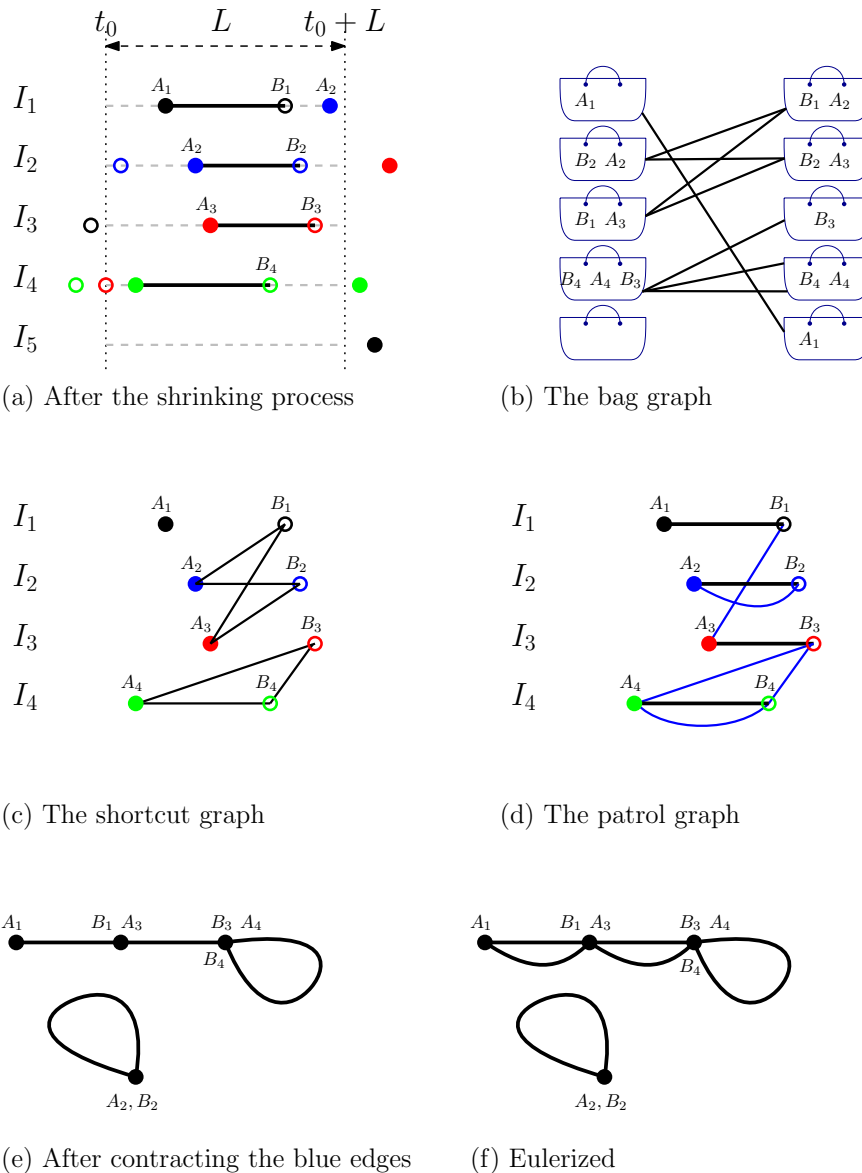 t₀ L t₀ + L
I₁ A₁ B₁ A₂
I₂ A₂ B₂
I₃ A₃ B₃
I₄ B₄
I₅
(a) After the shrinking process
A₁ B₁ A₂
B₂ A₂ B₂ A₃
B₁ A₃ B₃
B₄ A₄ B₃ B₄ A₄
A₁
(b) The bag graph
I₁ A₁ B₁
I₂ A₂ B₂
I₃ A₃ B₃
I₄ A₄ B₄
(c) The shortcut graph
I₁ A₁ B₁
I₂ A₂ B₂
I₃ A₃ B₃
I₄ A₄ B₄
(d) The patrol graph
A₁ B₁ A₃ B₃ A₄
B₄
A₂, B₂
(e) After contracting the blue edges
A₁ B₁ A₃ B₃ A₄
B₄
A₂, B₂
(f) Eulerized